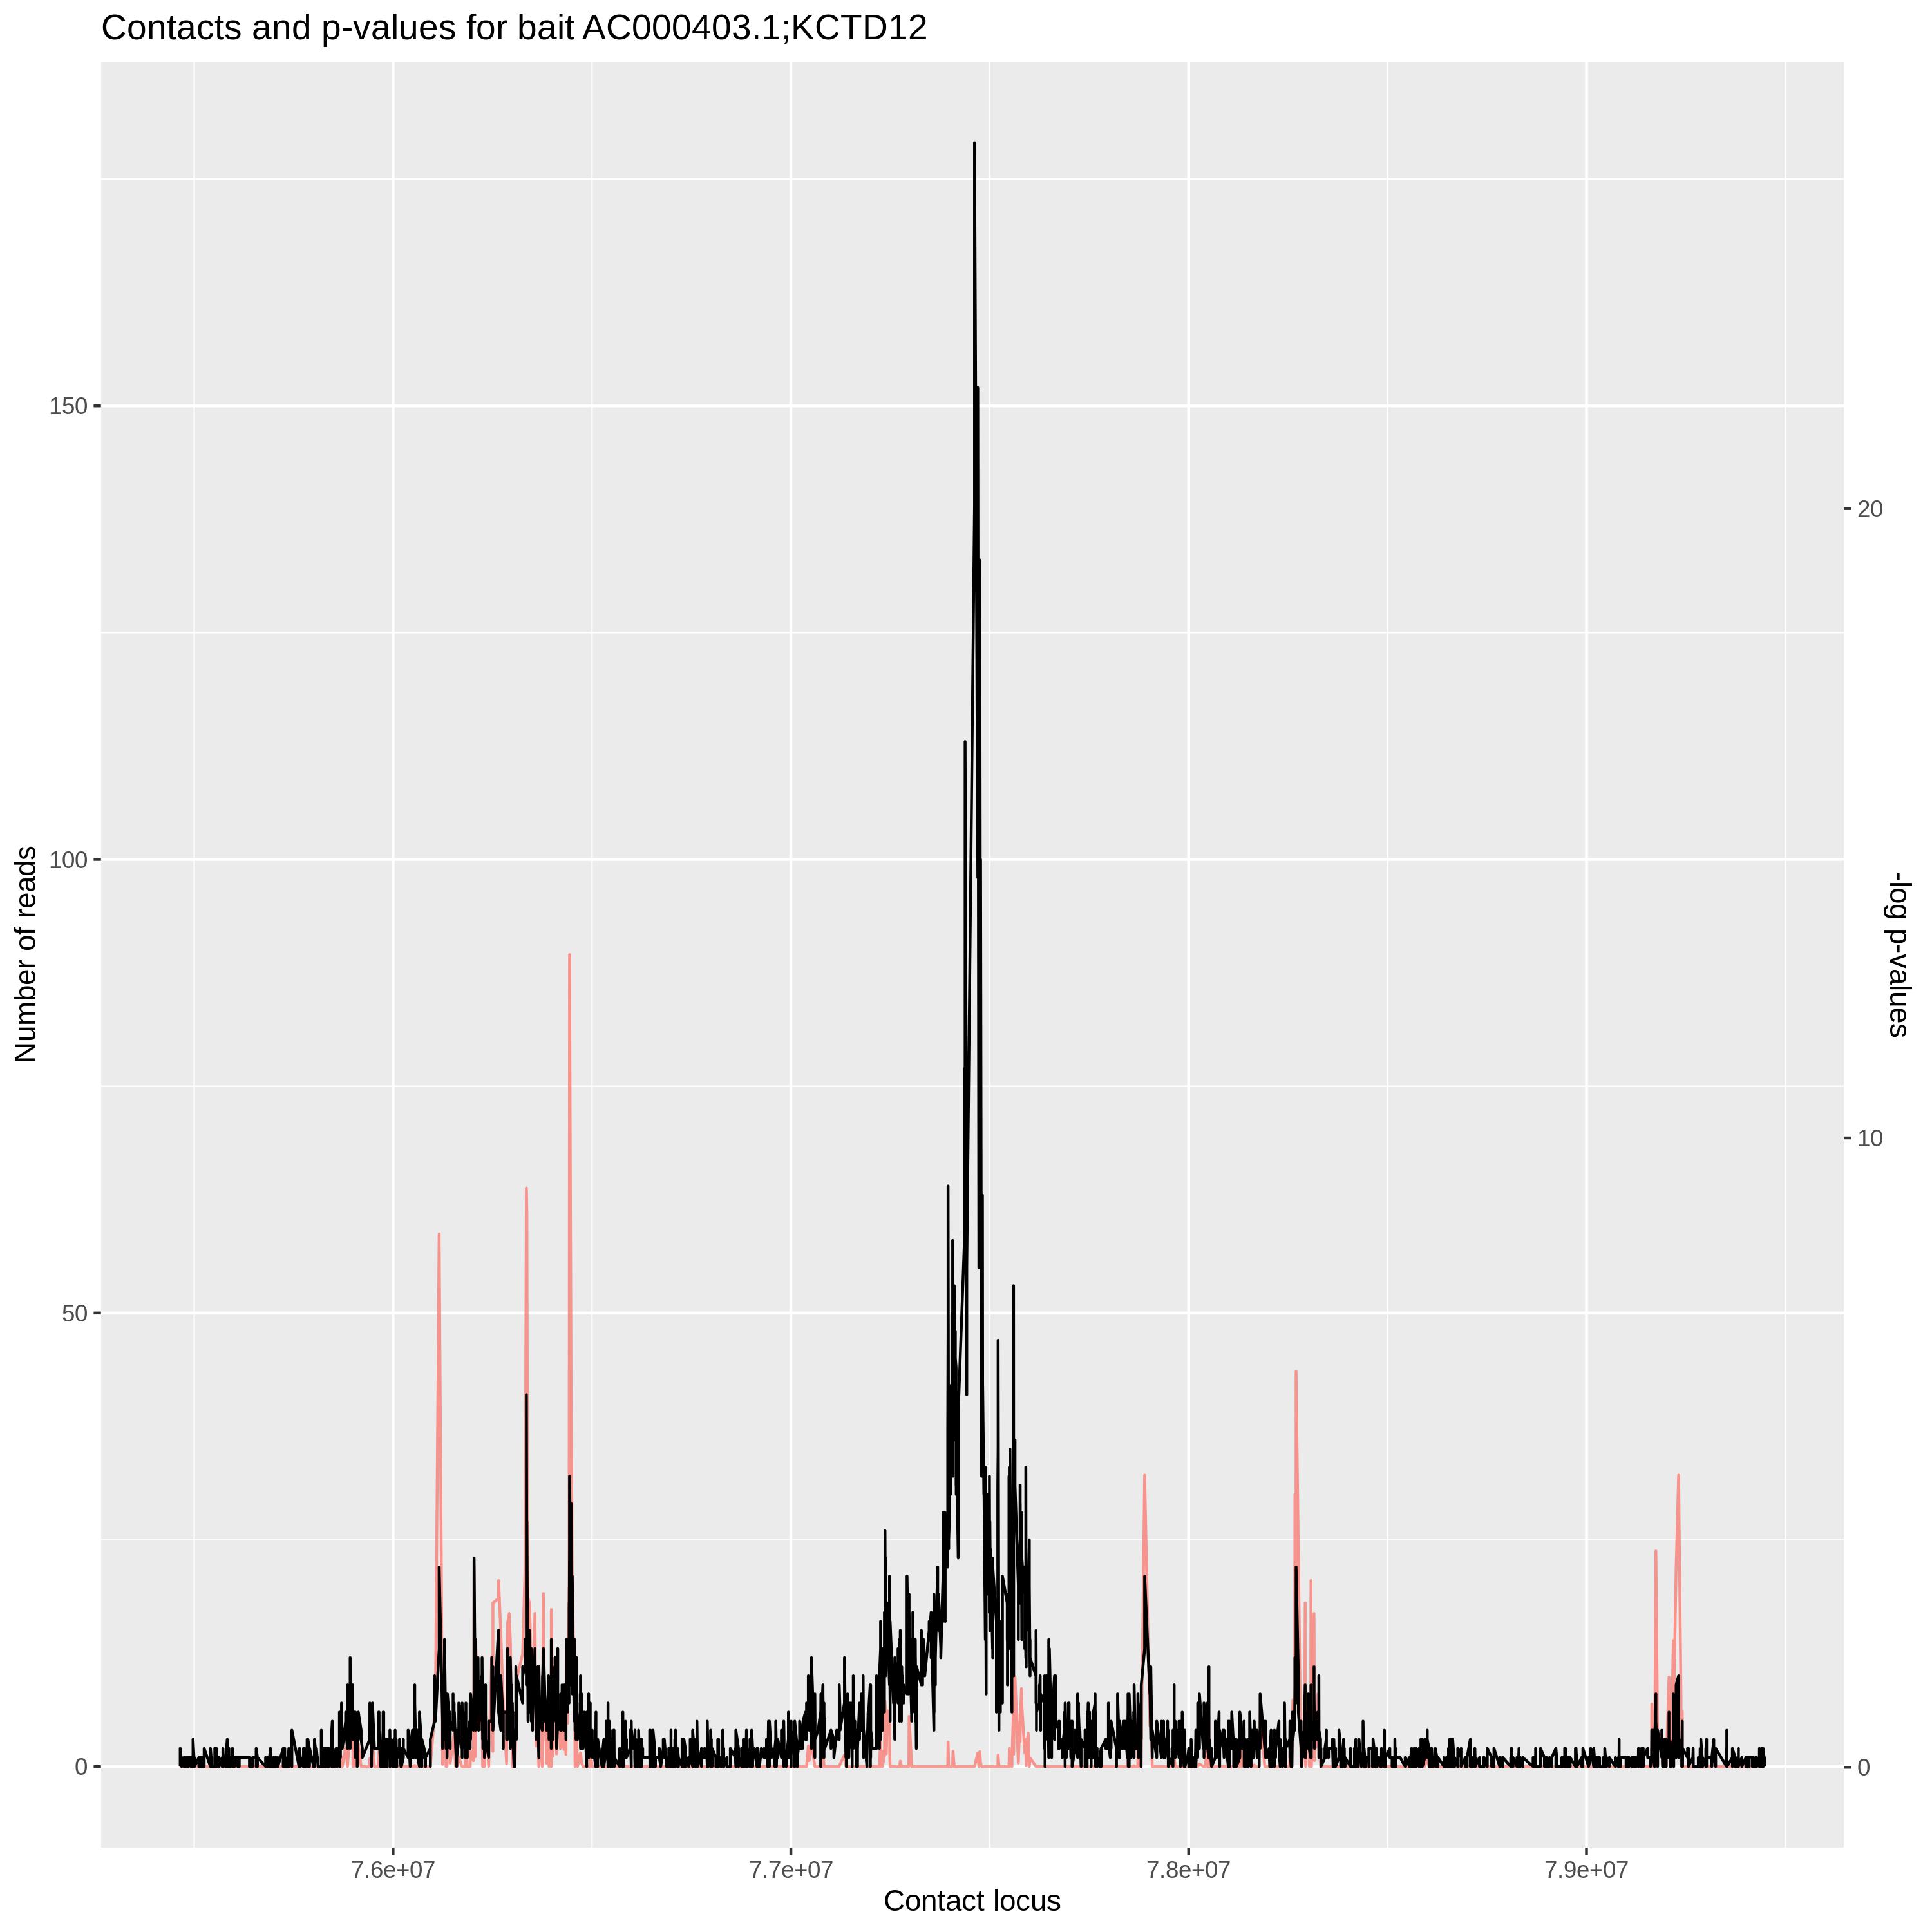 Contacts and p-values for bait AC000403.1;KCTD12
150
100
50
0
Number of reads
20
10
0
-log p-values
7.6e+07
7.7e+07
7.8e+07
7.9e+07
Contact locus